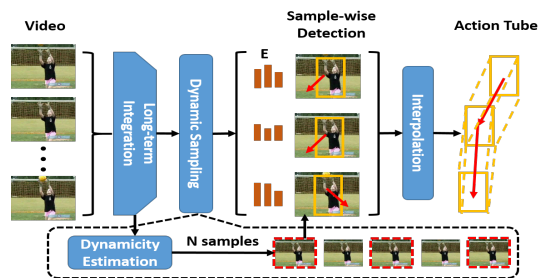 Video
Sample-wise
Detection
Action Tube
Long-term
Integration
Dynamic Sampling
E
Interpolation
Dynamicity
Estimation
N samples